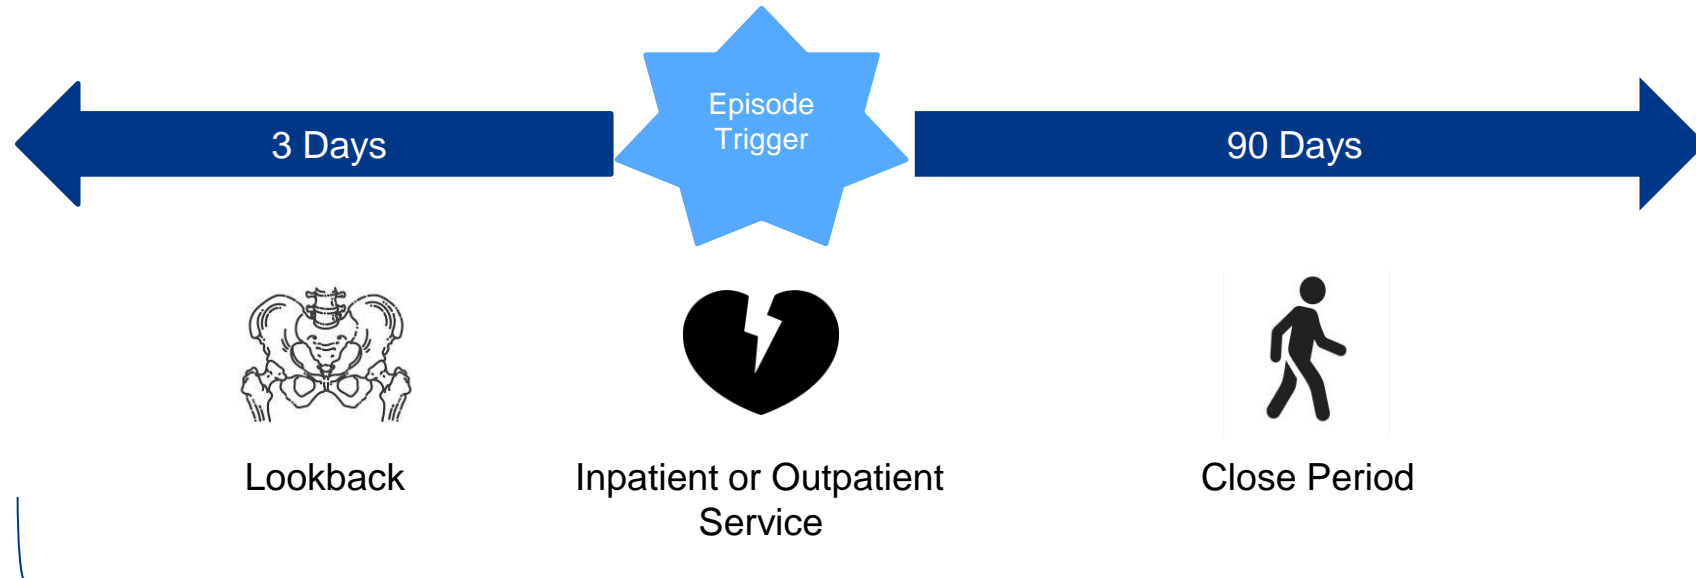 Episode
Trigger
3 Days
90 Days
Lookback
Inpatient or Outpatient
Service
Close Period